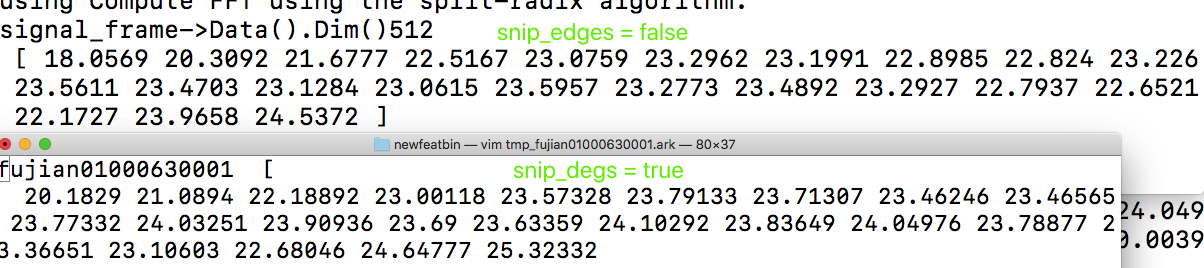 using Compute FFT using the split-radix algorithm.
signal_frame->Data().Dim()512
snip_edges = false
[ 18.0569 20.3092 21.6777 22.5167 23.0759 23.2962 23.1991 22.8985 22.824 23.226
23.5611 23.4703 23.1284 23.0615 23.5957 23.2773 23.4892 23.2927 22.7937 22.6521
22.1727 23.9658 24.5372 ]
newfeatbin — vim tmp_fujian01000630001.ark — 80×37
fujian01000630001 [
snip_degs = true
20.1829 21.0894 22.18892 23.00118 23.57328 23.79133 23.71307 23.46246 23.46565
23.77332 24.03251 23.90936 23.69 23.63359 24.10292 23.83649 24.04976 23.78877 2
3.36651 23.10603 22.68046 24.64777 25.32332
24.049
0.0039